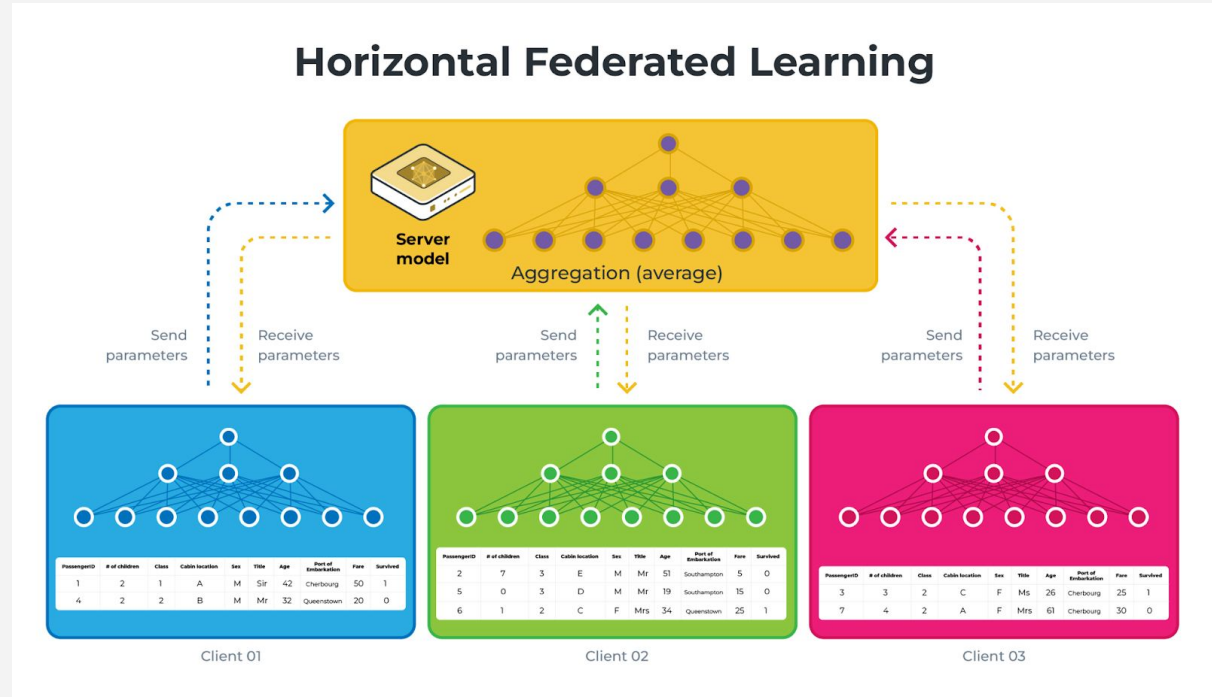 Horizontal Federated Learning
Server
model
Aggregation (average)
Send
parameters
Receive
parameters
Send
parameters
Receive
parameters
Send
parameters
Receive
parameters
PassengerID # of children Class Cabin location Sex Title Age Port of Embarkation Fare Survived
1 2 1 A M Sir 42 Cherbourg 50 1
4 2 2 B M Mr 32 Queenstown 20 0
Client 01
PassengerID # of children Class Cabin location Sex Title Age Port of Embarkation Fare Survived
2 7 3 E M Mr 51 Southampton 5 0
5 0 3 D M Mr 19 Southampton 15 0
6 1 2 C F Mrs 34 Queenstown 25 1
Client 02
PassengerID # of children Class Cabin location Sex Title Age Port of Embarkation Fare Survived
3 3 2 C F Ms 26 Cherbourg 25 1
7 4 2 A F Mrs 61 Cherbourg 30 0
Client 03